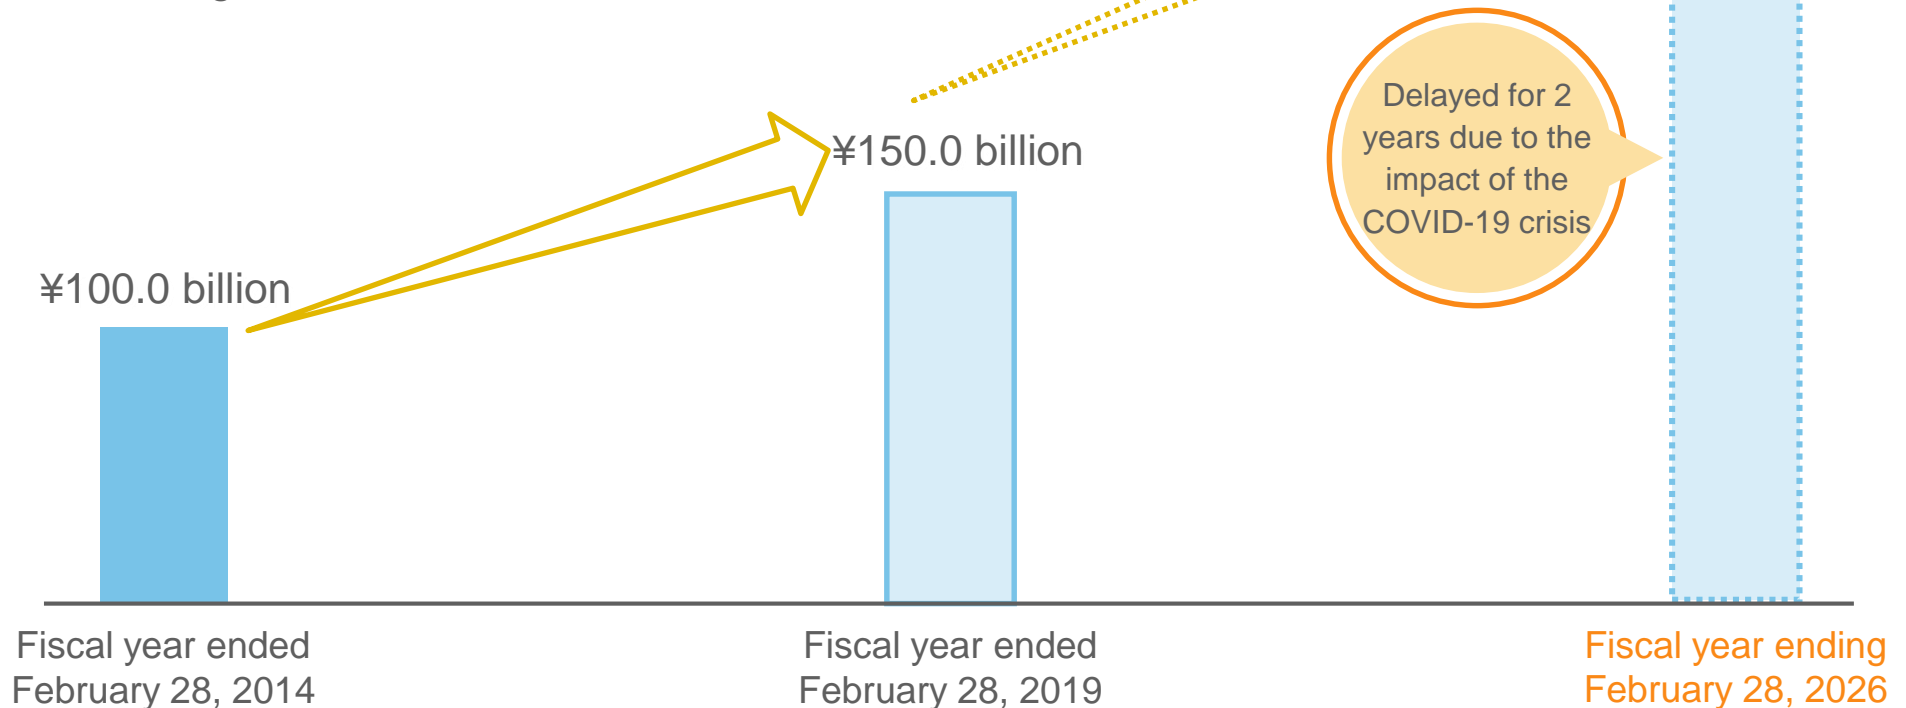 Delayed for 2
years due to the
impact of the
COVID-19 crisis
¥150.0 billion
¥100.0 billion
Fiscal year ended
February 28, 2014
Fiscal year ended
February 28, 2019
Fiscal year ending
February 28, 2026